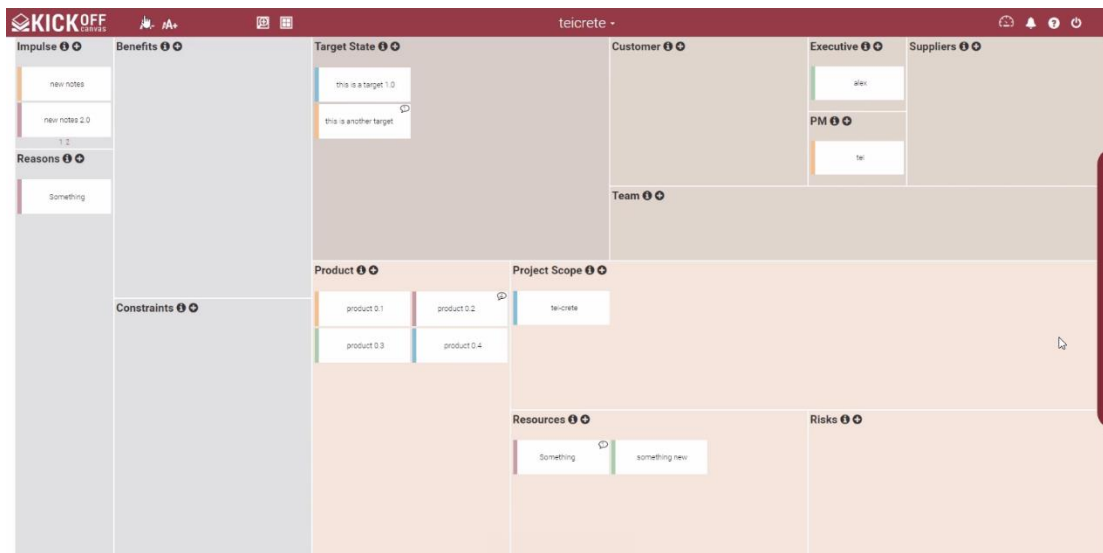 KICKOFF
canvas
A+
teicrete
Impulse
new notes
new notes 2.0
1 2
Reasons
Something
Benefits
Constraints
Target State
this is a target 1.0
this is another target
Customer
Executive
alex
PM
tei
Suppliers
Team
Product
product 0.1
product 0.2
product 0.3
product 0.4
Project Scope
tei-crete
Resources
Something
something new
Risks